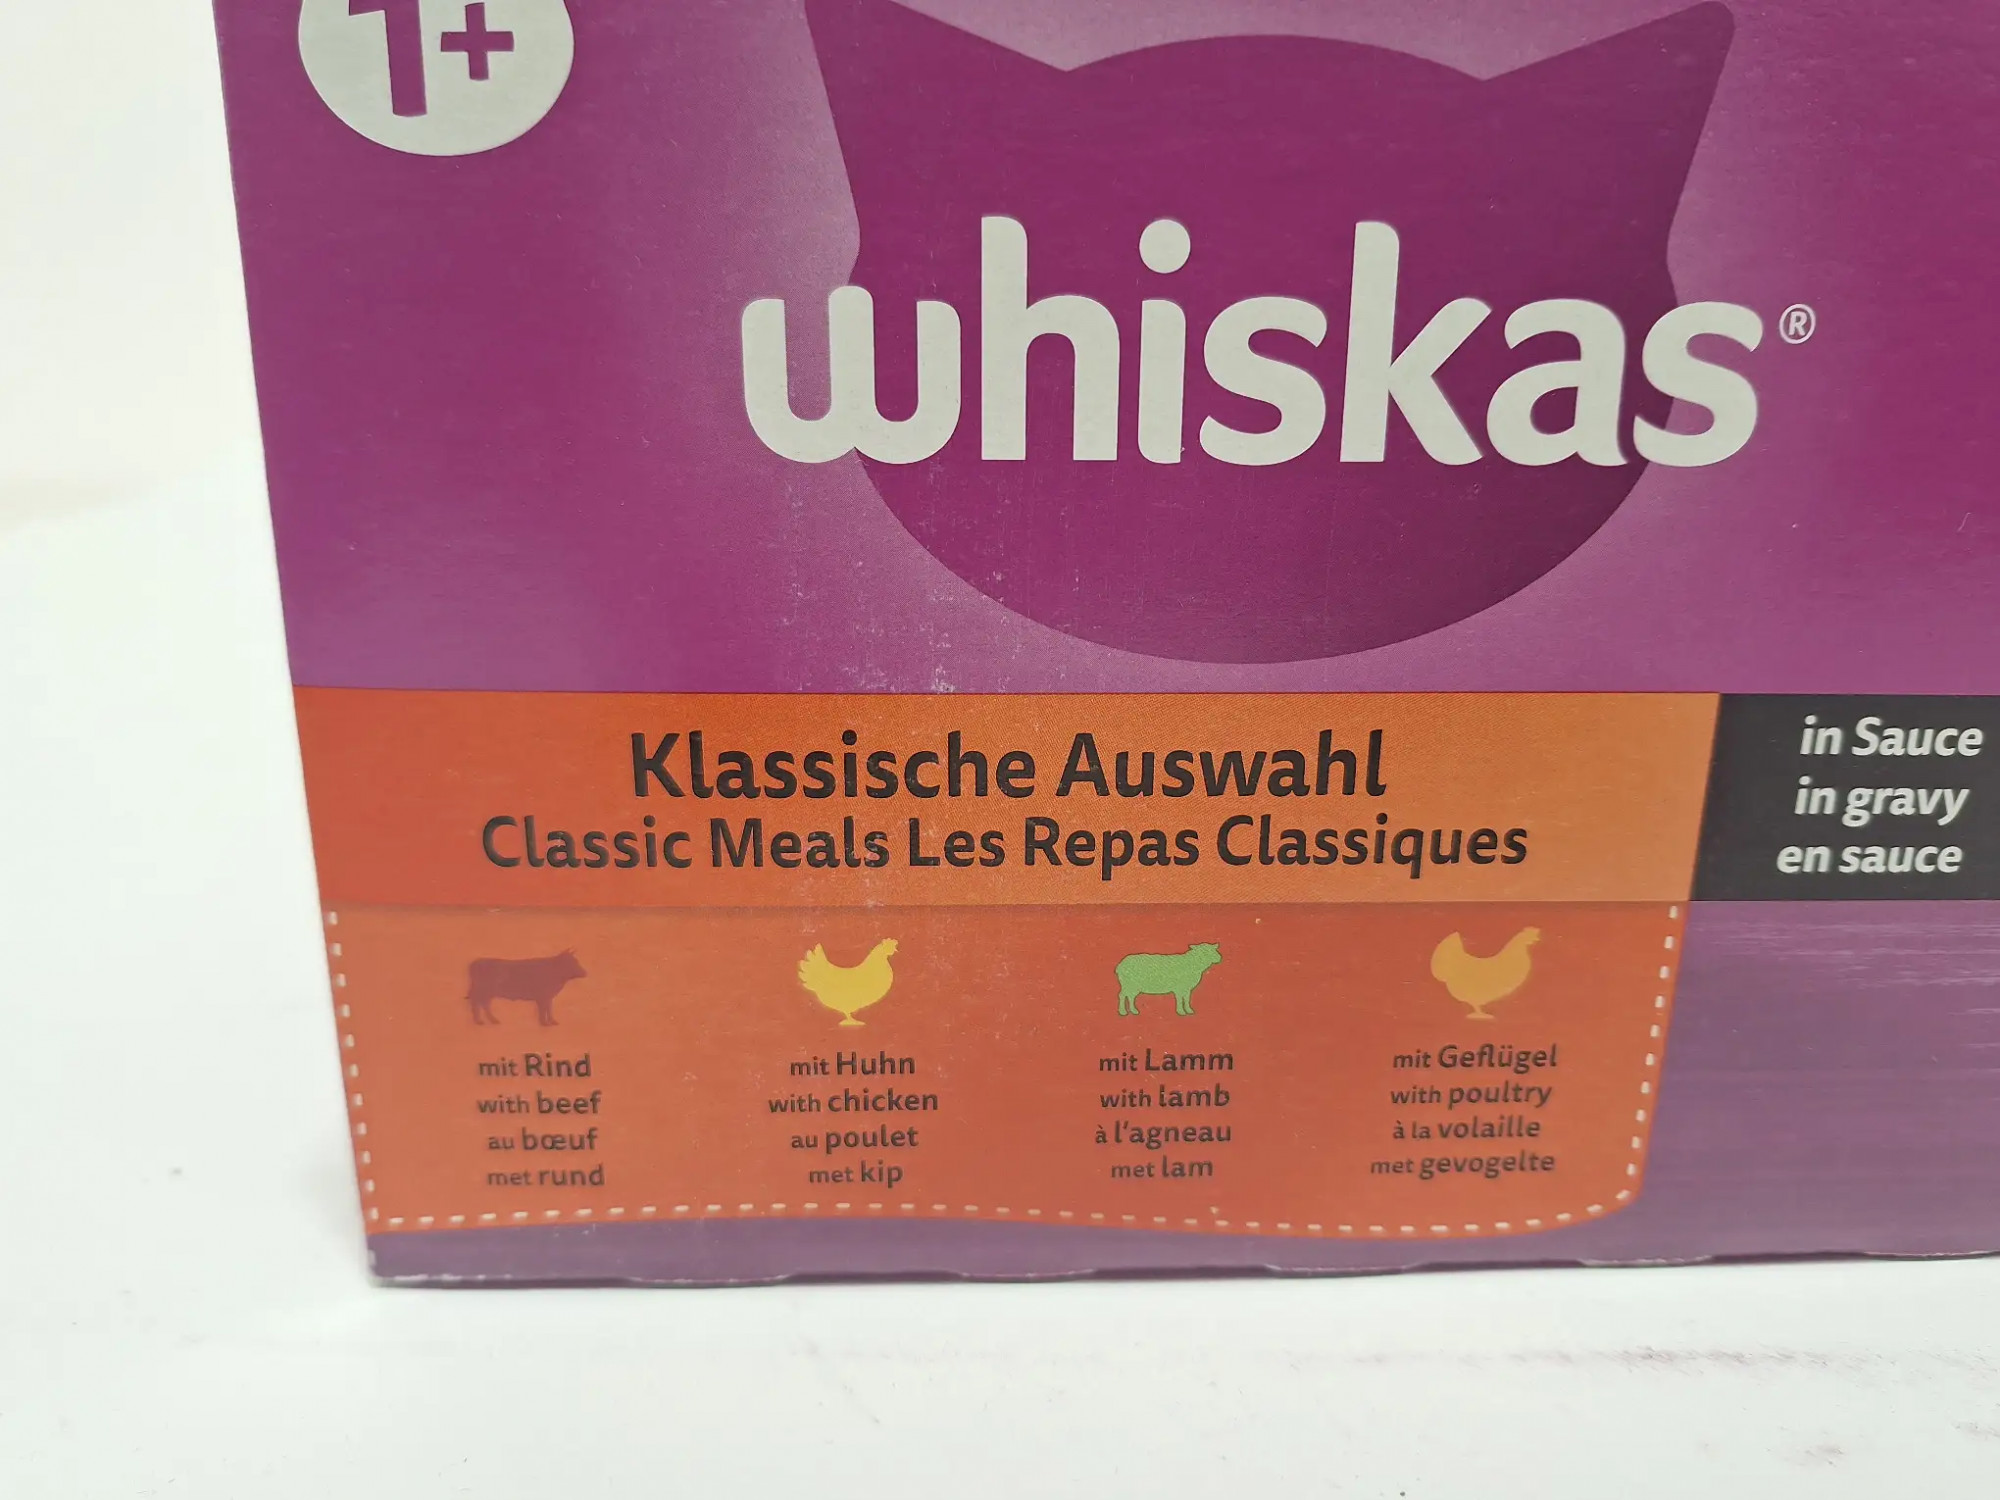 1+
whiskas®
Klassische Auswahl
Classic Meals Les Repas Classiques
in Sauce
in gravy
en sauce
mit Rind
with beef
au bœuf
met rund
mit Huhn
with chicken
au poulet
met kip
mit Lamm
with lamb
à l'agneau
met lam
mit Geflügel
with poultry
à la volaille
met gevogelte